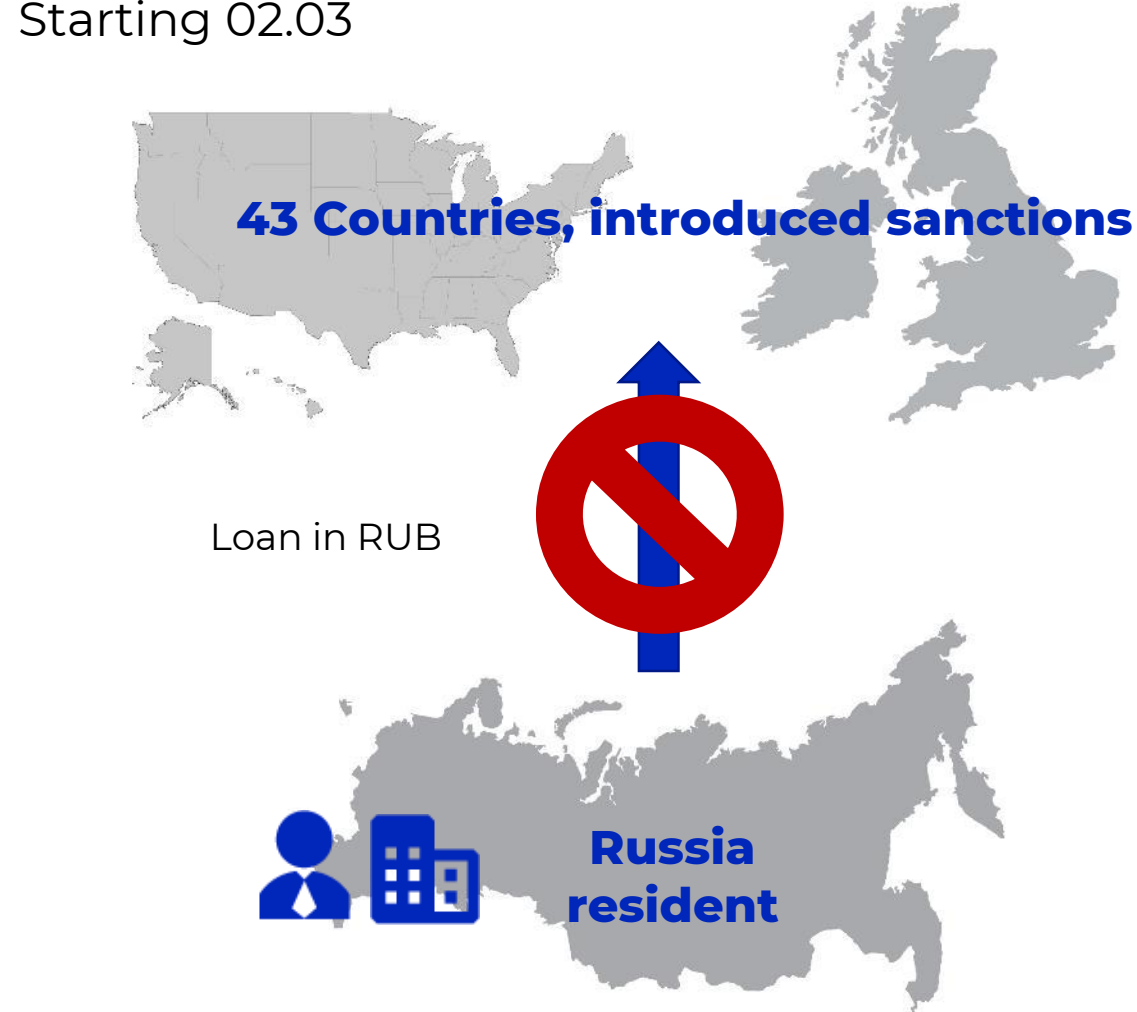 Starting 02.03
43 Countries, introduced sanctions
Loan in RUB
Russia
resident